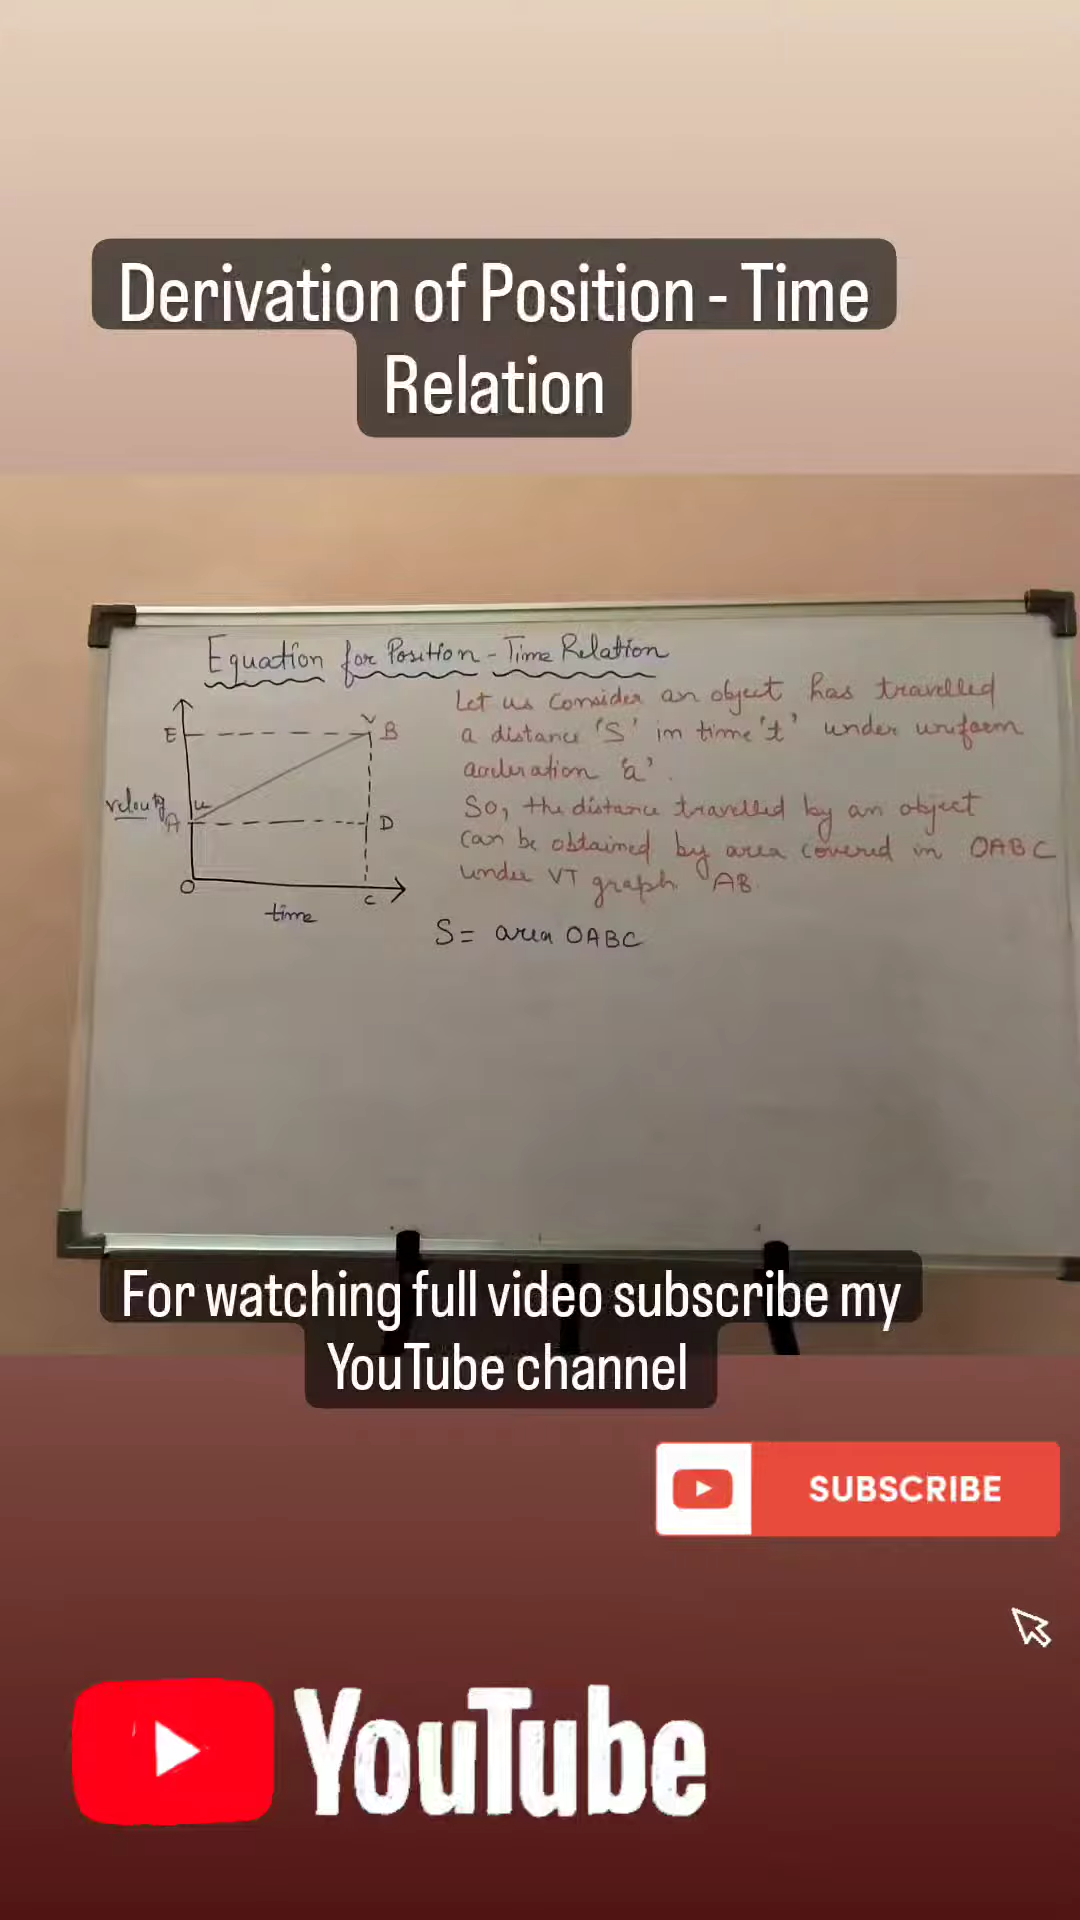 Derivation of Position - Time
Relation
Equation for Position - Time Relation
Let us consider an object has travelled
a distance 'S' in time 't' under uniform
accleration 'a'.
So, the distance travelled by an object
can be obtained by area covered in OABC
under VT graph AB.
E
v
B
velocity
u
A
D
O
time
C
S = area OABC
For watching full video subscribe my
YouTube channel
SUBSCRIBE
YouTube